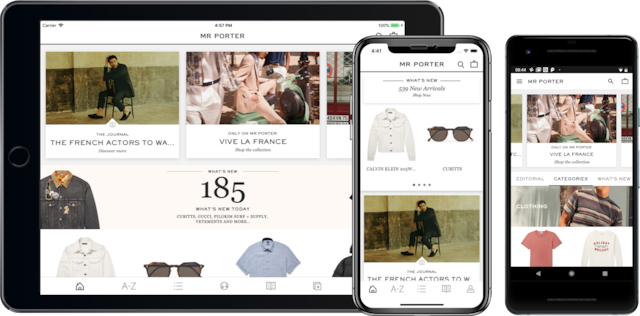 Carrier
4:57 PM
100%
MR PORTER
THE JOURNAL
THE FRENCH ACTORS TO WA...
Discover more
ONLY ON MR PORTER
VIVE LA FRANCE
Shop the collection
WHAT'S NEW
185
WHAT'S NEW TODAY
CUBITTS, GUCCI, PILGRIM SURF + SUPPLY,
VETEMENTS AND MORE...
A-Z
4:41
MR PORTER
WHAT'S NEW
539 New Arrivals
Shop Now
CALVIN KLEIN 205W...
CUBITTS
THE JOURNAL
THE FRENCH ACTORS TO W
A-Z
MR PORTER
ONLY ON MR PORTER
VIVE LA FRANCE
Shop the collection
EDITORIAL
CATEGORIES
WHAT'S NEW
CLOTHING